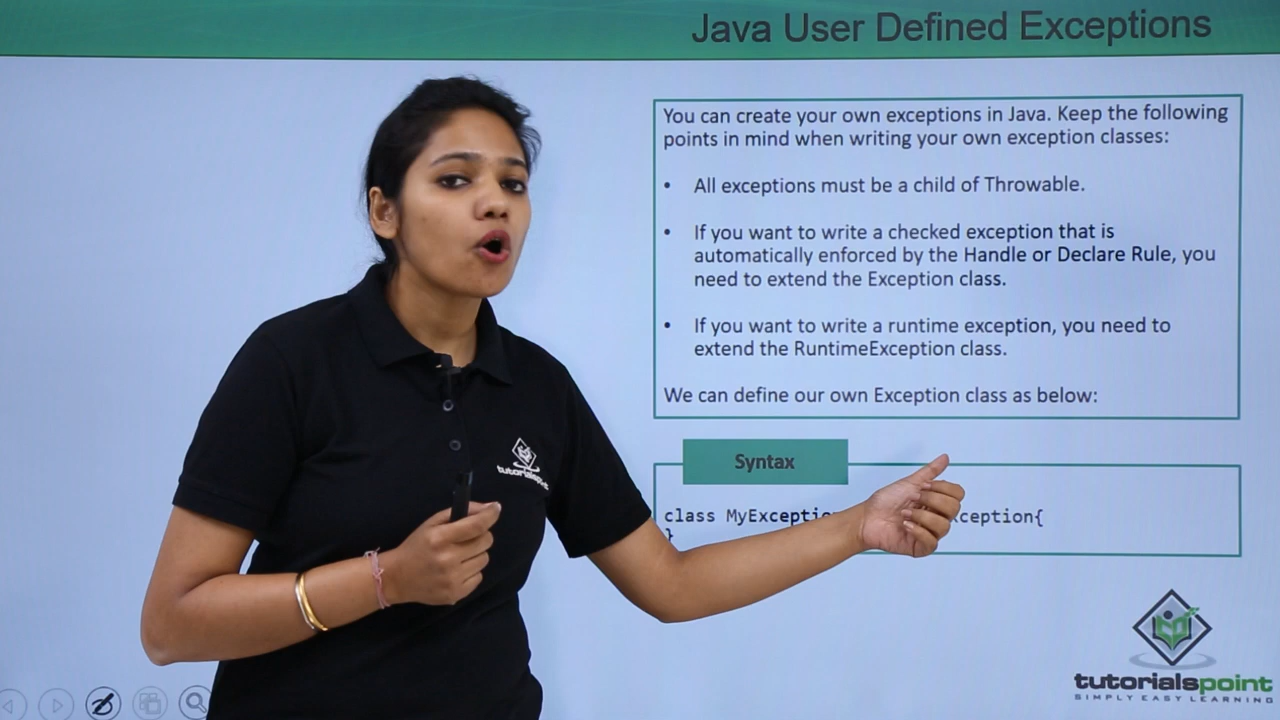 Java User Defined Exceptions
You can create your own exceptions in Java. Keep the following
points in mind when writing your own exception classes:
• All exceptions must be a child of Throwable.
• If you want to write a checked exception that is
automatically enforced by the Handle or Declare Rule, you
need to extend the Exception class.
• If you want to write a runtime exception, you need to
extend the RuntimeException class.
We can define our own Exception class as below:
Syntax
class MyException ception{
}
tutorialspoint
tutorialspoint
SIMPLY EASY LEARNING